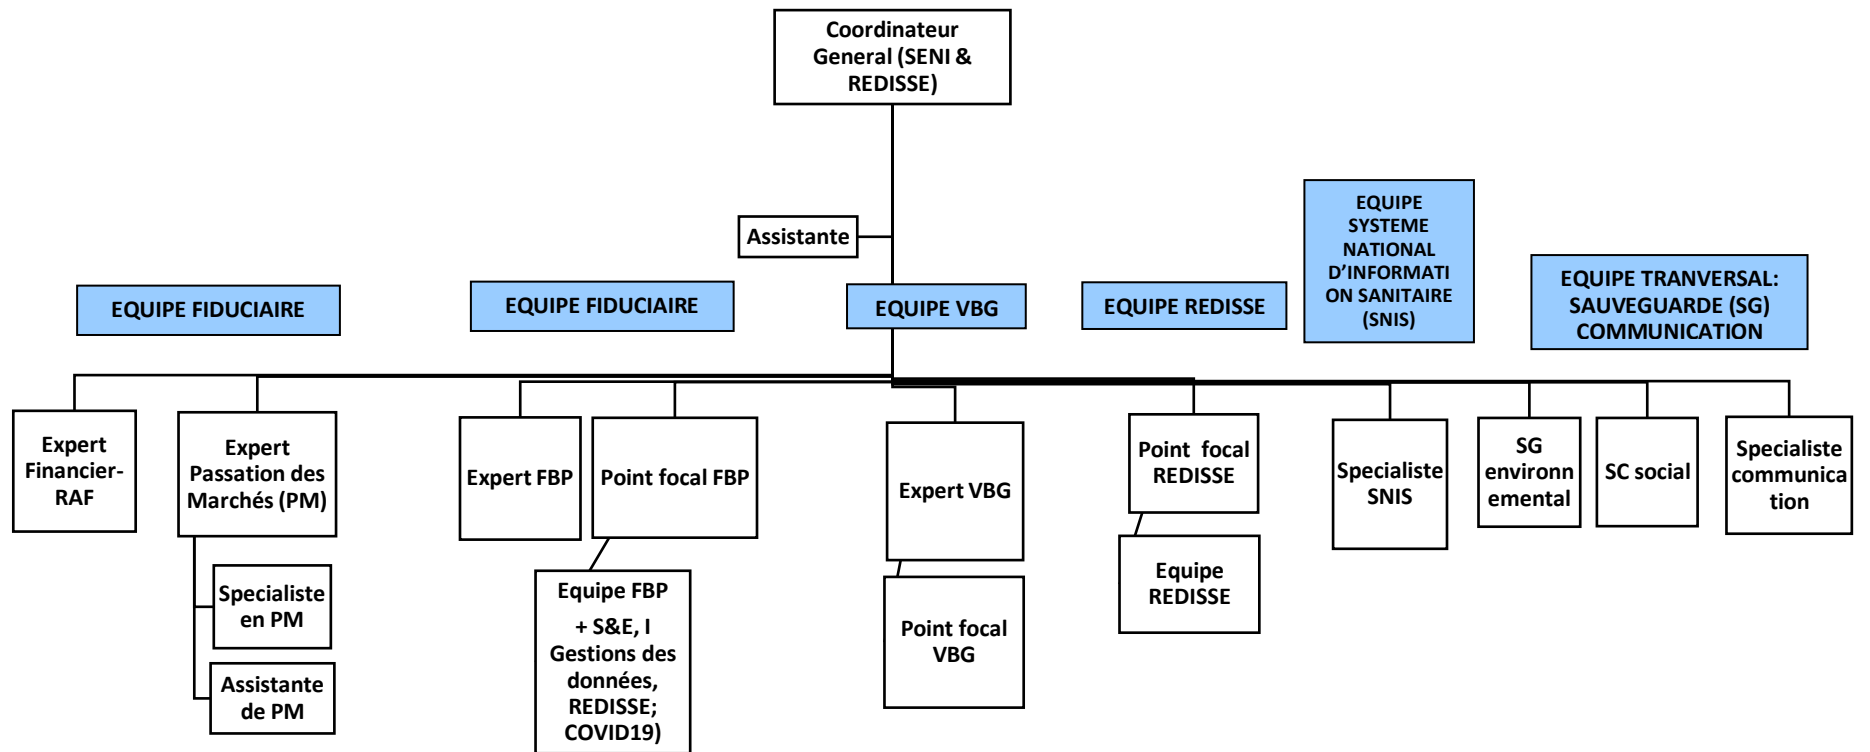 Coordinateur
General (SENI &
REDISSE)
Assistante
EQUIPE FIDUCIAIRE
EQUIPE FIDUCIAIRE
EQUIPE VBG
EQUIPE REDISSE
EQUIPE
SYSTEME
NATIONAL
D’INFORMATI
ON SANITAIRE
(SNIS)
EQUIPE TRANVERSAL:
SAUVEGUARDE (SG)
COMMUNICATION
Expert
Financier-
RAF
Expert
Passation des
Marchés (PM)
Expert FBP
Point focal FBP
Expert VBG
Point focal
REDISSE
Specialiste
SNIS
SG
environn
emental
SC social
Specialiste
communica
tion
Specialiste
en PM
Assistante
de PM
Equipe FBP
+ S&E, I
Gestions des
données,
REDISSE;
COVID19)
Point focal
VBG
Equipe
REDISSE